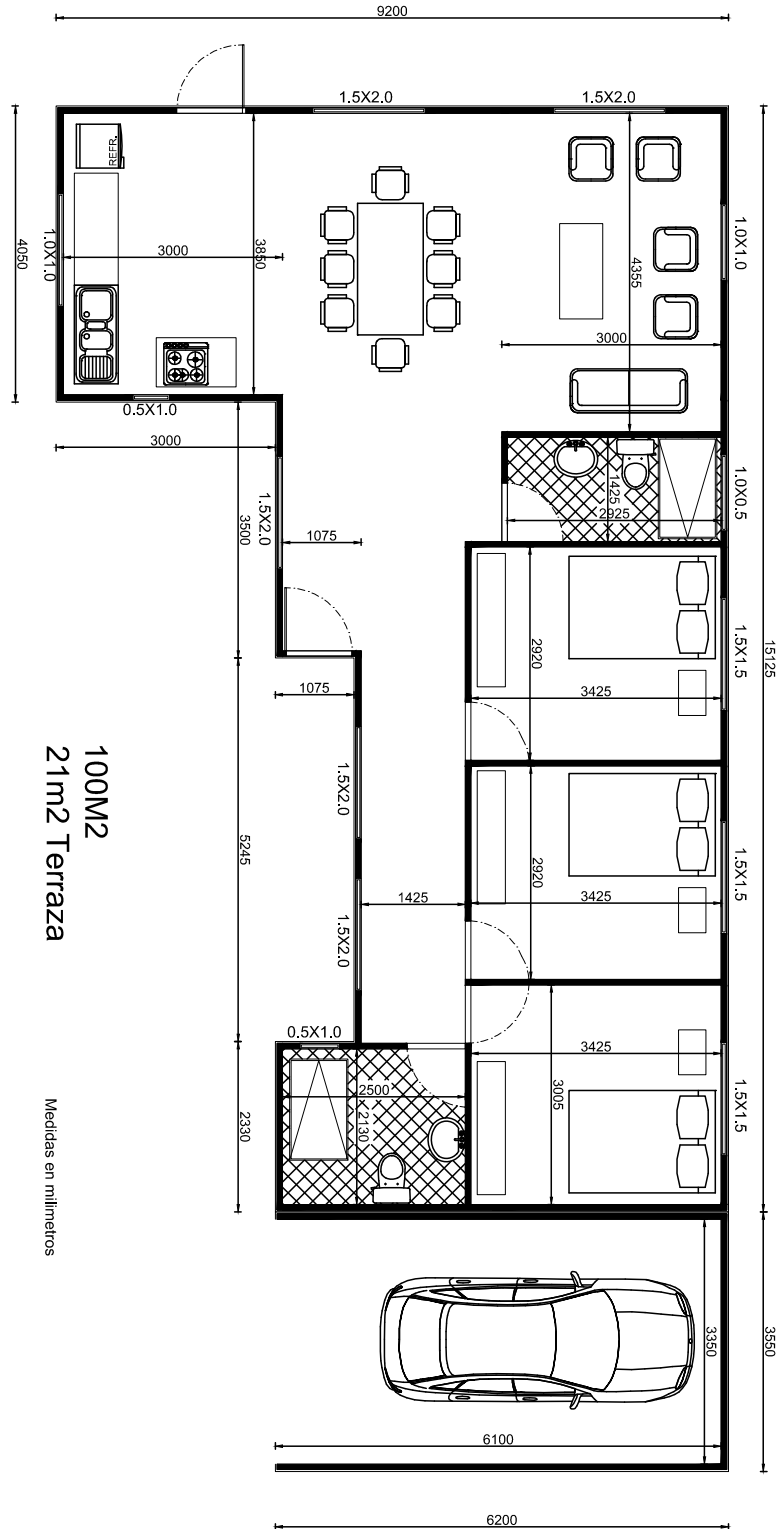 9200
1.5X2.0
1.5X2.0
REFR.
4050
1.0X1.0
3000
3850
4355
1.0X1.0
3000
0.5X1.0
3000
3500
1.5X2.0
1075
1425
2925
1.0X0.5
15125
2920
3425
1.5X1.5
1075
1.5X2.0
5245
2920
3425
1.5X1.5
1425
1.5X2.0
100M2
21m2 Terraza
0.5X1.0
2330
2500
2130
3425
3005
1.5X1.5
Medidas en milimetros
3350
3550
6100
6200